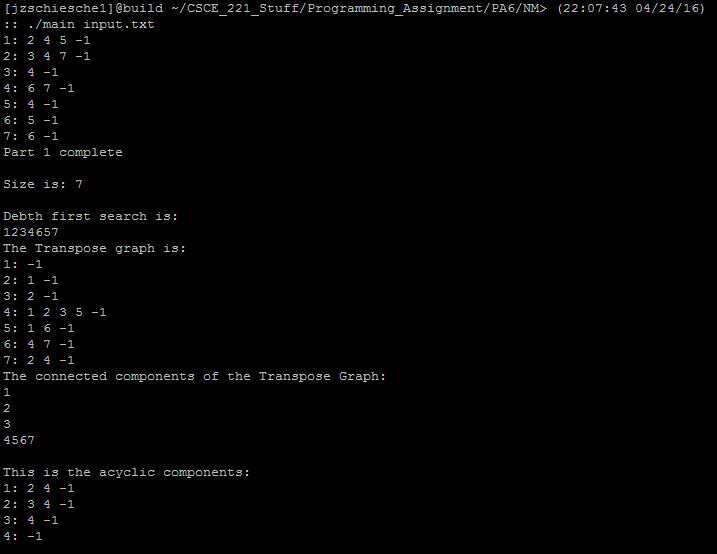 [jzschiesche1]@build ~/CSCE_221_Stuff/Programming_Assignment/PA6/NM> (22:07:43 04/24/16)
:: ./main input.txt
1: 2 4 5 -1
2: 3 4 7 -1
3: 4 -1
4: 6 7 -1
5: 4 -1
6: 5 -1
7: 6 -1
Part 1 complete
Size is: 7
Debth first search is:
1234657
The Transpose graph is:
1: -1
2: 1 -1
3: 2 -1
4: 1 2 3 5 -1
5: 1 6 -1
6: 4 7 -1
7: 2 4 -1
The connected components of the Transpose Graph:
1
2
3
4567
This is the acyclic components:
1: 2 4 -1
2: 3 4 -1
3: 4 -1
4: -1